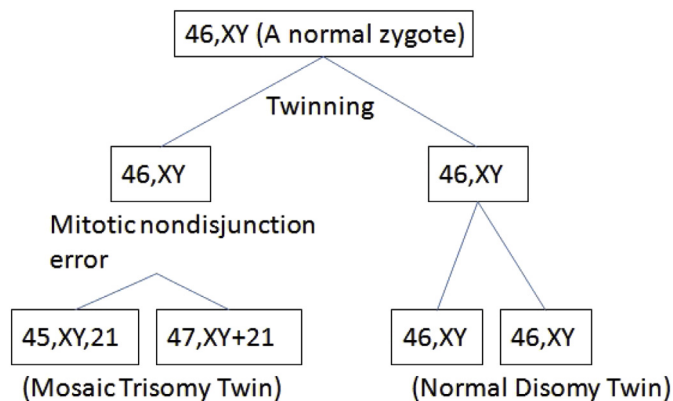 46,XY (A normal zygote)
Twinning
46,XY
46,XY
Mitotic nondisjunction
error
45,XY,21
47,XY+21
46,XY
46,XY
(Mosaic Trisomy Twin)
(Normal Disomy Twin)